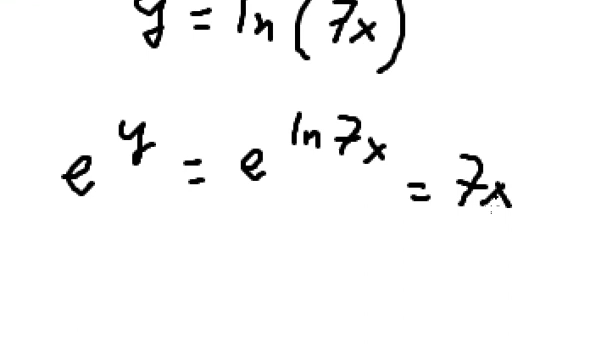 y = ln(7x)
e^y = e^{ln 7x} = 7x